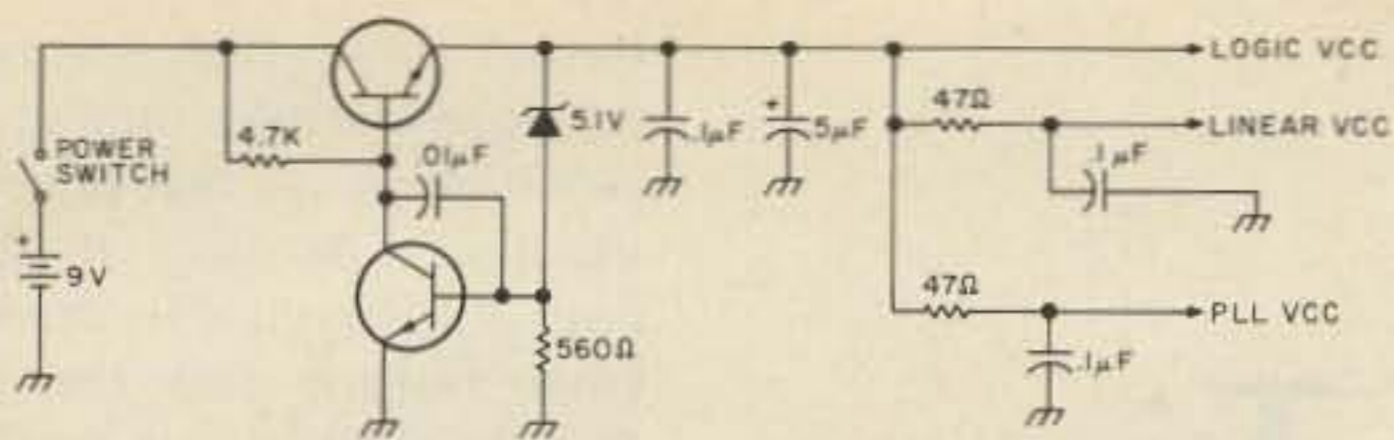 LOGIC VCC
47Ω
4.7K
5.1V
.1µF
5µF
LINEAR VCC
POWER
SWITCH
.01µF
.1µF
+
+
9V
47Ω
PLL VCC
560Ω
.1µF